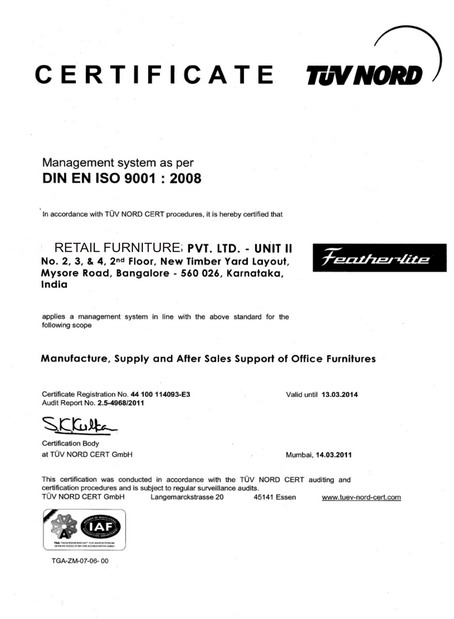 CERTIFICATE
TÜV NORD
Management system as per
DIN EN ISO 9001 : 2008
In accordance with TÜV NORD CERT procedures, it is hereby certified that
RETAIL FURNITURE; PVT. LTD. - UNIT II
No. 2, 3, & 4, 2nd Floor, New Timber Yard Layout,
Mysore Road, Bangalore - 560 026, Karnataka,
India
Featherlite
applies a management system in line with the above standard for the
following scope
Manufacture, Supply and After Sales Support of Office Furnitures
Certificate Registration No. 44 100 114093-E3
Valid until 13.03.2014
Audit Report No. 2.5-4968/2011
Certification Body
at TÜV NORD CERT GmbH
Mumbai, 14.03.2011
This certification was conducted in accordance with the TÜV NORD CERT auditing and
certification procedures and is subject to regular surveillance audits.
TÜV NORD CERT GmbH Langemarckstrasse 20 45141 Essen www.tuev-nord-cert.com
IAF
TGA-ZM-07-06- 00